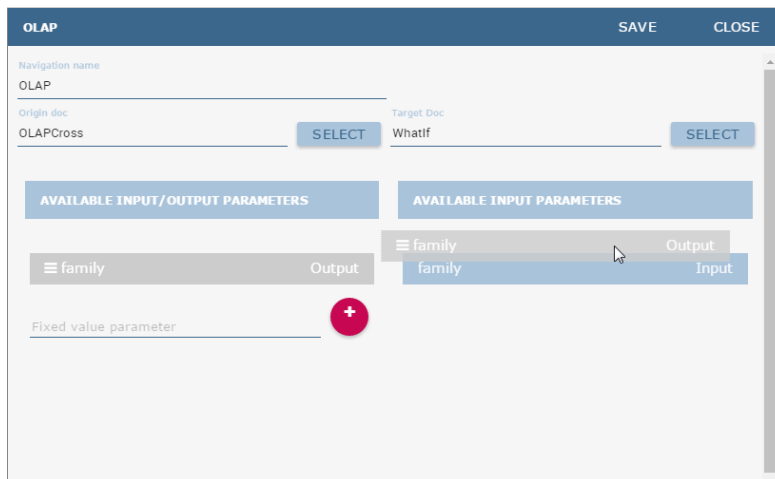 OLAP SAVE CLOSE
Navigation name
OLAP
Origin doc Target Doc
OLAPCross SELECT WhatIf SELECT
AVAILABLE INPUT/OUTPUT PARAMETERS AVAILABLE INPUT PARAMETERS
family Output
family Output family Input
Fixed value parameter +